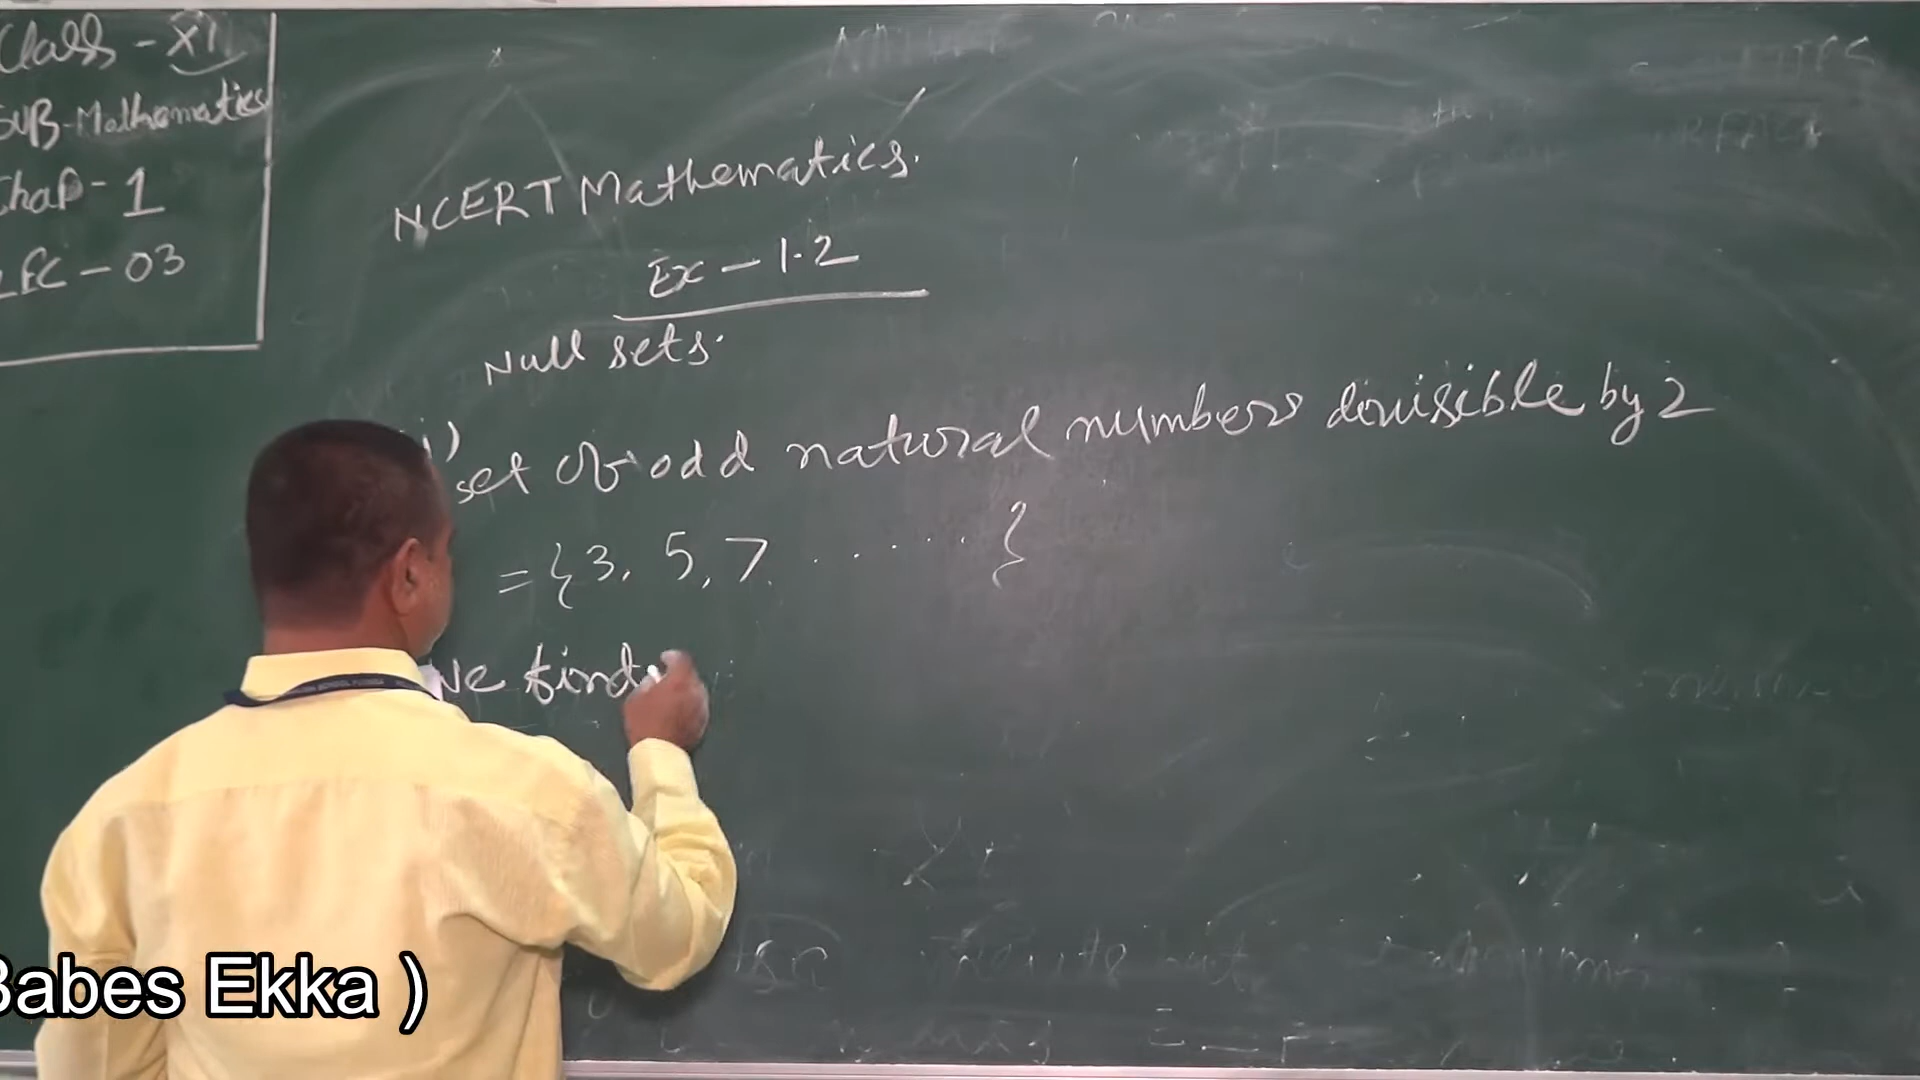 Class - XI
SUB-Mathematics
Chap - 1
LEC - 03
NCERT Mathematics.
Ex - 1.2
Null sets.
i) set of odd natural numbers divisible by 2
= {3, 5, 7 ...... }
We find
Babes Ekka )